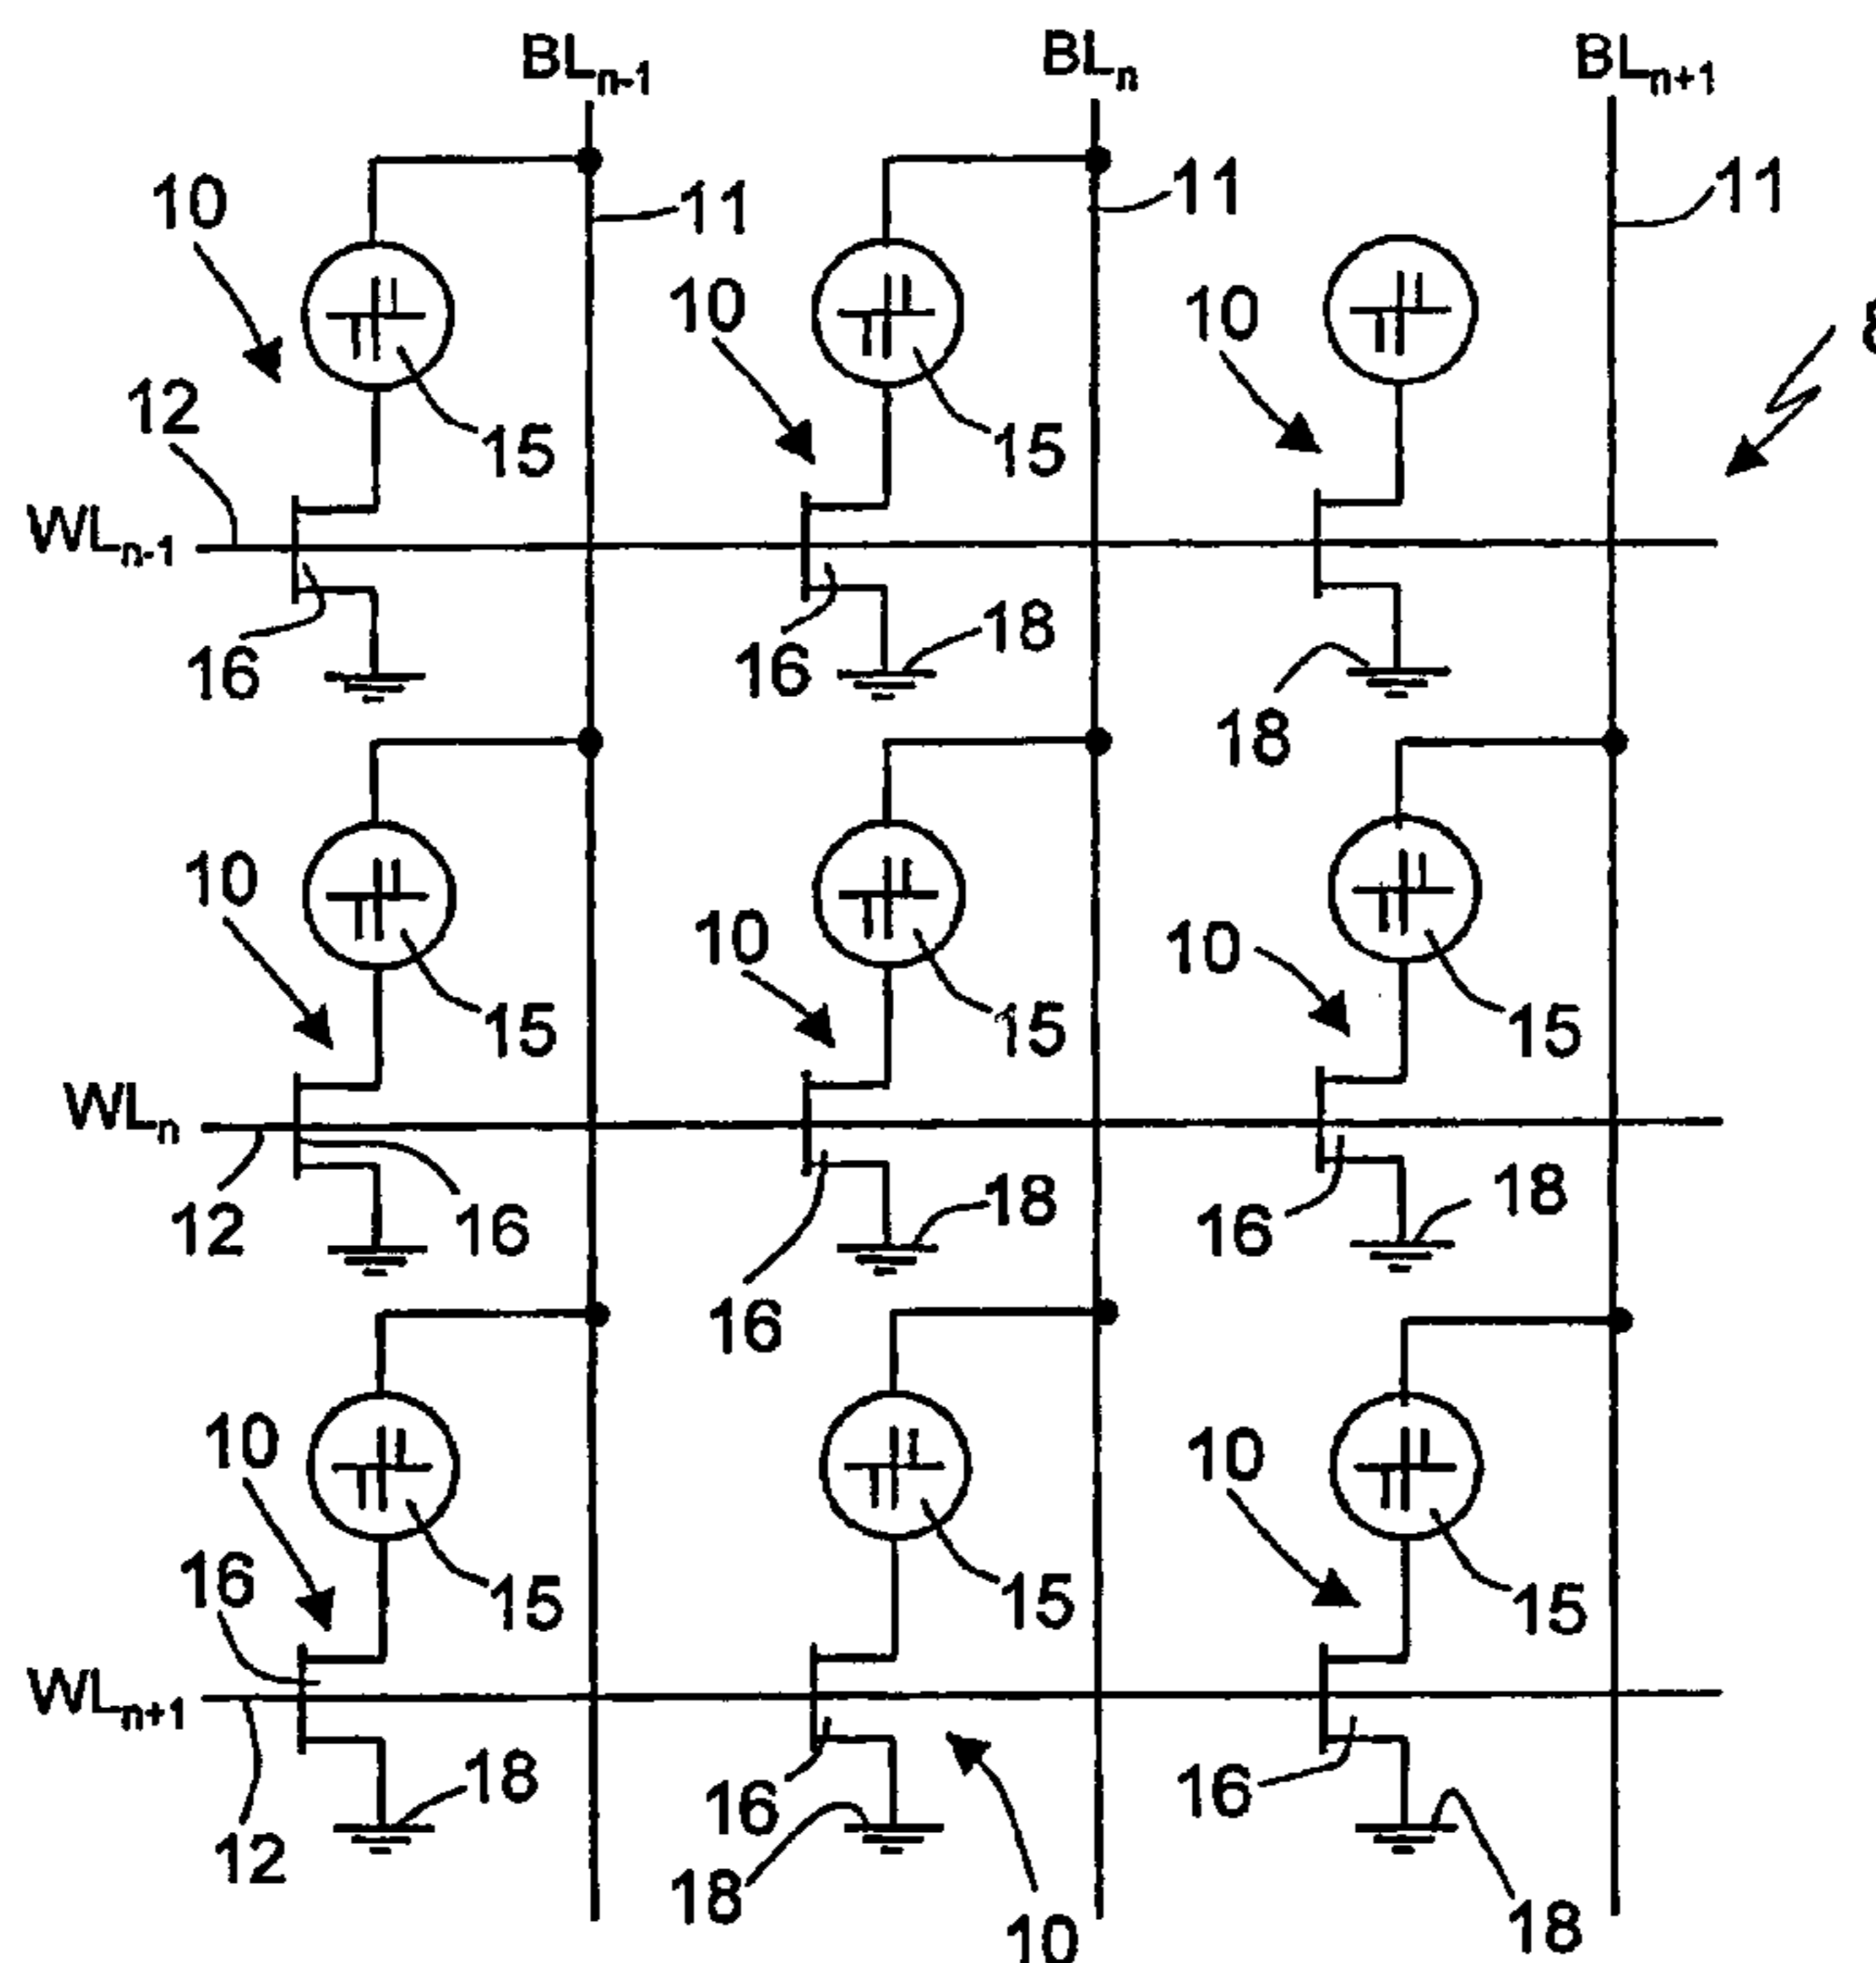 BLn-1 BLn BLn+1
10 11 11 11
10 10 8
12 15 15
WLn-1
16 16 18 18
10 10 10
15 15 15
WLn
12 16 16 18 16 18
10 10
16 15 15 15
WLn+1
18 16 16
12 18 10 18